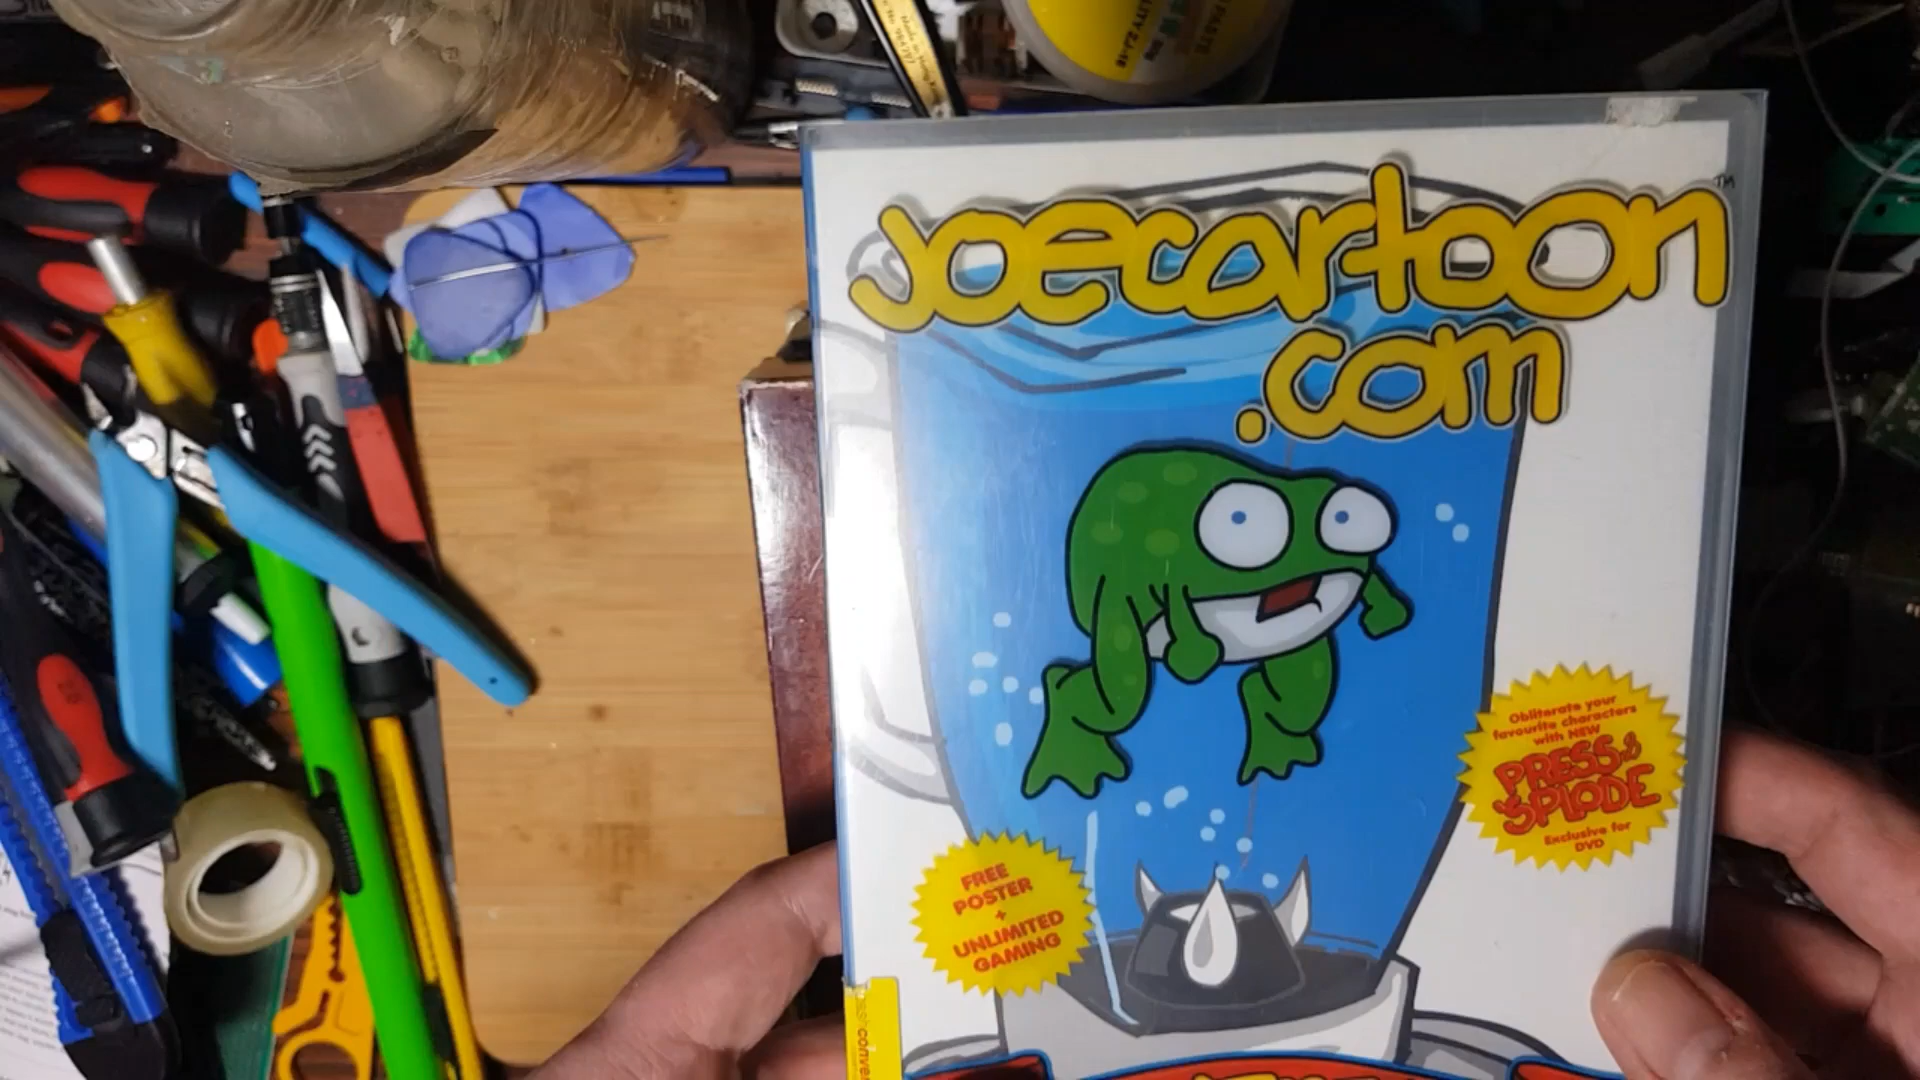 joecartoon
TM
.com
Obliterate your
favourite characters
with NEW
PRESS &
'SPLODE
Exclusive for
DVD
FREE
POSTER
+
UNLIMITED
GAMING